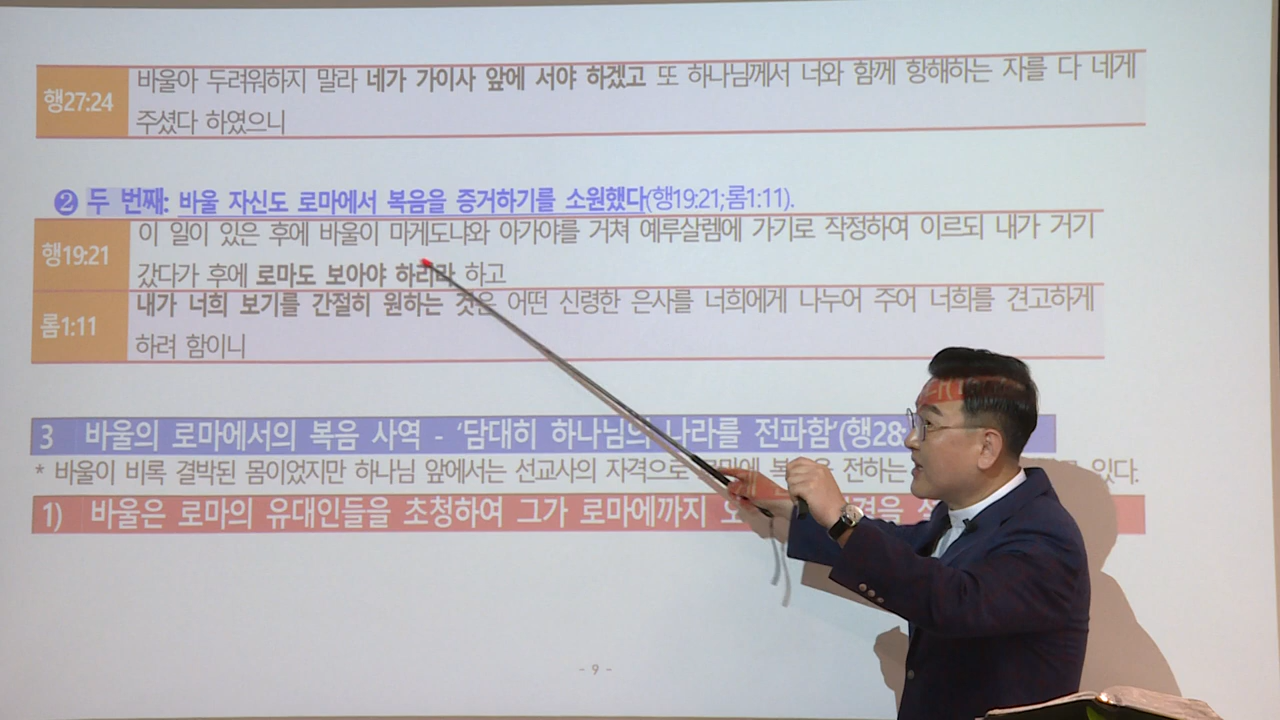 행27:24
바울아 두려워하지 말라 네가 가이사 앞에 서야 하겠고 또 하나님께서 너와 함께 항해하는 자를 다 네게
주셨다 하였으니
❷ 두 번째: 바울 자신도 로마에서 복음을 증거하기를 소원했다(행19:21;롬1:11).
행19:21
이 일이 있은 후에 바울이 마게도냐와 아가야를 거쳐 예루살렘에 가기로 작정하여 이르되 내가 거기
갔다가 후에 로마도 보아야 하리라 하고
롬1:11
내가 너희 보기를 간절히 원하는 것은 어떤 신령한 은사를 너희에게 나누어 주어 너희를 견고하게
하려 함이니
3 바울의 로마에서의 복음 사역 - ‘담대히 하나님의 나라를 전파함’(행28:
* 바울이 비록 결박된 몸이었지만 하나님 앞에서는 선교사의 자격으로 로마에 복음을 전하는 있다.
1) 바울은 로마의 유대인들을 초청하여 그가 로마에까지
- 9 -